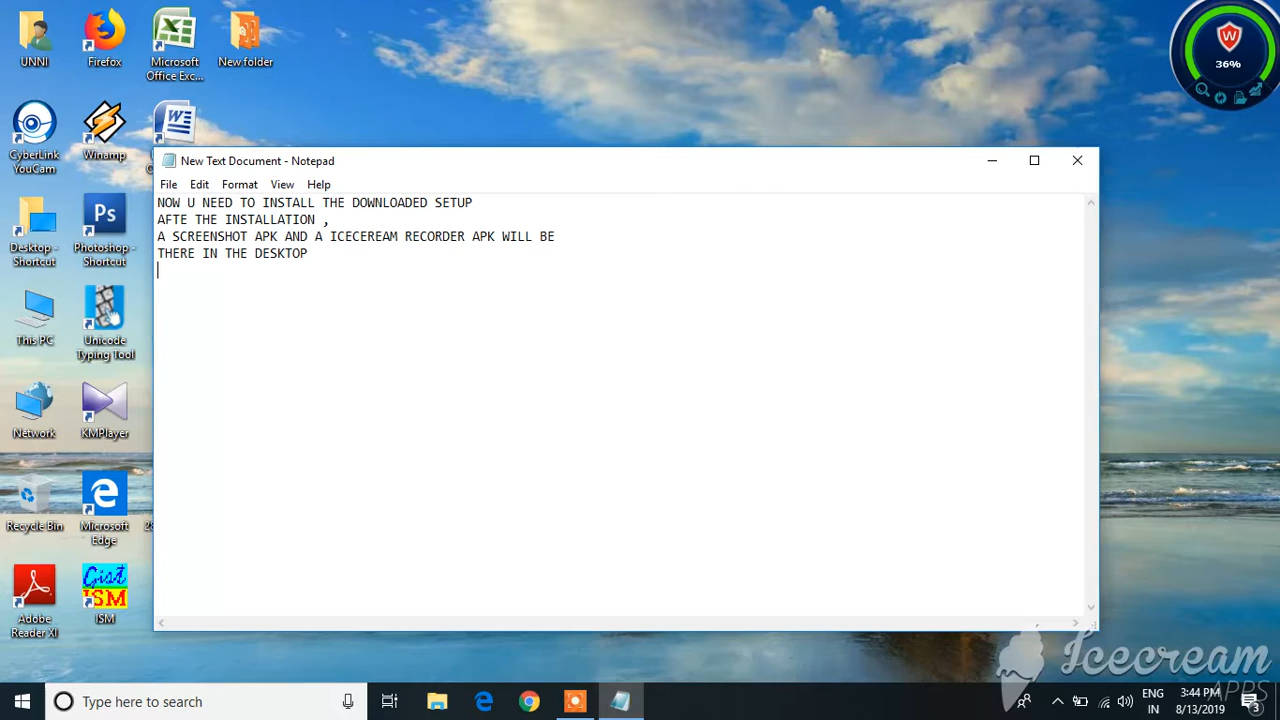 UNNI
Firefox
Microsoft
Office Exc...
New folder
W
36%
CyberLink
YouCam
Winamp
New Text Document - Notepad
File Edit Format View Help
NOW U NEED TO INSTALL THE DOWNLOADED SETUP
AFTE THE INSTALLATION ,
A SCREENSHOT APK AND A ICECEREAM RECORDER APK WILL BE
THERE IN THE DESKTOP
Desktop -
Shortcut
Ps
Photoshop -
Shortcut
This PC
Unicode
Typing Tool
Network
KMPlayer
Recycle Bin
Microsoft
Edge
Adobe
Reader XI
Gist
ISM
ISM
Icecream
APPS
Type here to search
ENG
IN
3:44 PM
8/13/2019
3